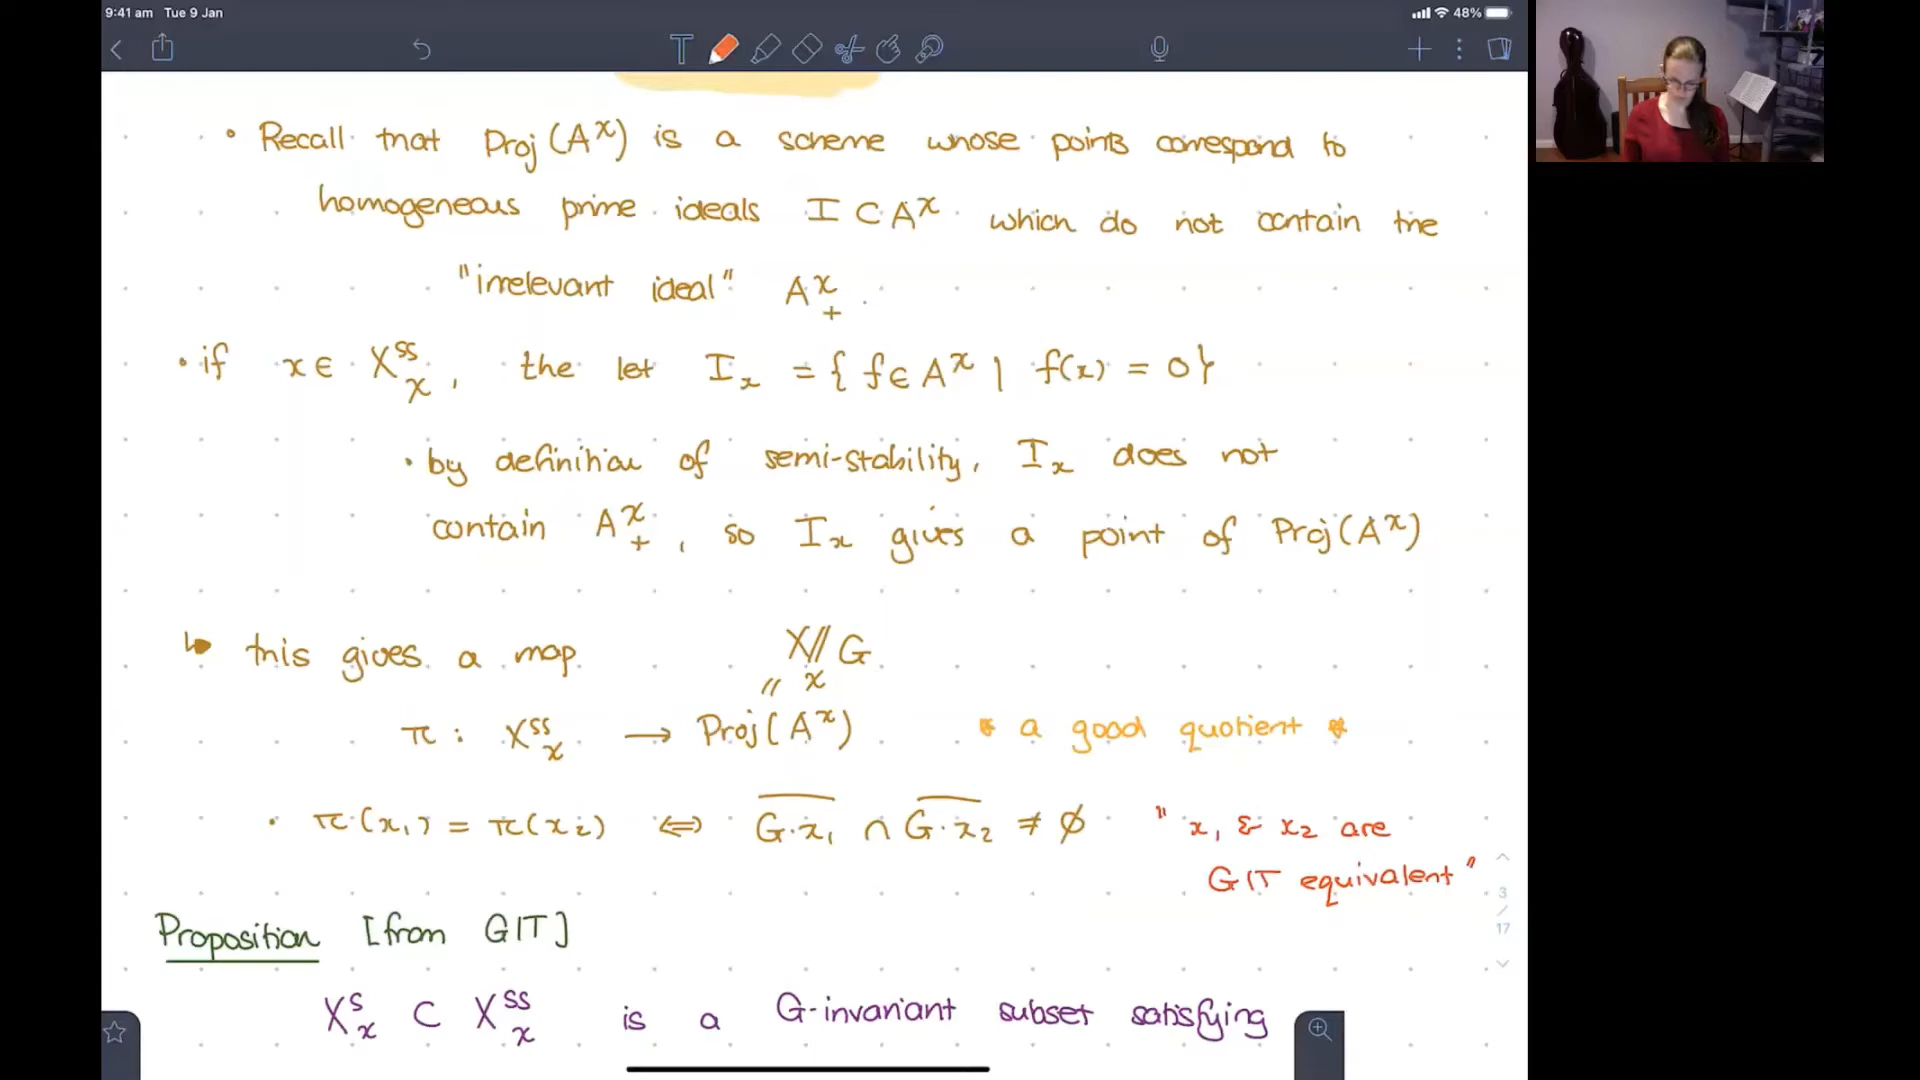 9:41 am Tue 9 Jan
48%
• Recall that Proj (A^χ) is a scheme whose points correspond to
homogeneous prime ideals I ⊂ A^χ which do not contain the
"irrelevant ideal" A^χ_+ .
• if x ∈ X^ss_χ , the let I_x = { f ∈ A^χ | f(x) = 0 }
• by definition of semi-stability, I_x does not
contain A^χ_+ , so I_x gives a point of Proj(A^χ)
↳ this gives a map
X//_χ G
=
π : X^ss_χ → Proj(A^χ) * a good quotient *
• π(x_1) = π(x_2) ⇔ \overline{G·x_1} ∩ \overline{G·x_2} ≠ ∅ " x_1 & x_2 are
GIT equivalent "
3
/
17
Proposition [from GIT]
X^s_χ ⊂ X^ss_χ is a G-invariant subset satisfying